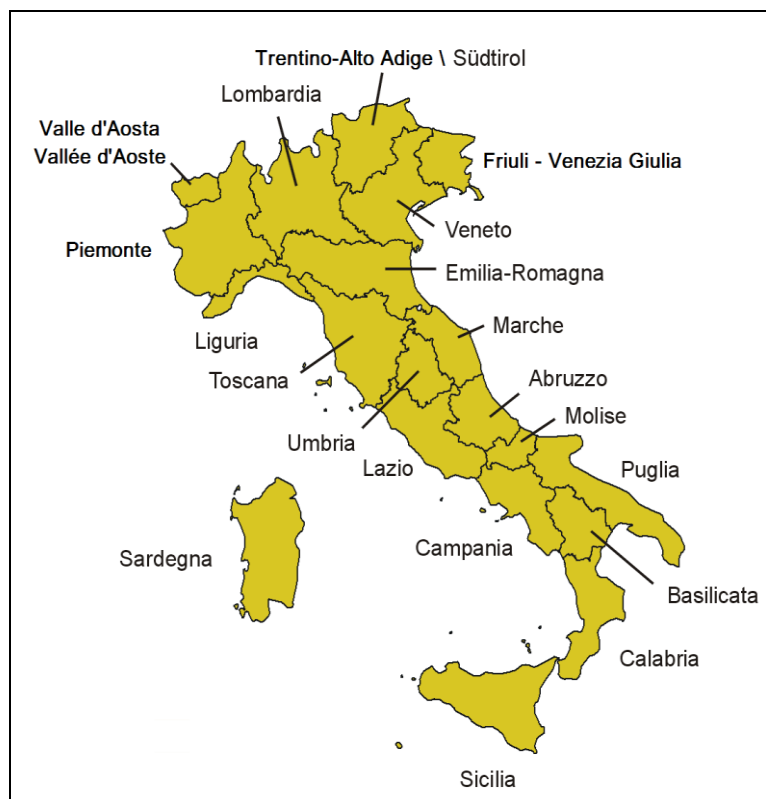 Trentino-Alto Adige \ Südtirol
Lombardia
Valle d'Aosta
Vallée d'Aoste
Friuli - Venezia Giulia
Veneto
Piemonte
Emilia-Romagna
Marche
Liguria
Toscana
Abruzzo
Molise
Umbria
Lazio
Puglia
Campania
Sardegna
Basilicata
Calabria
Sicilia